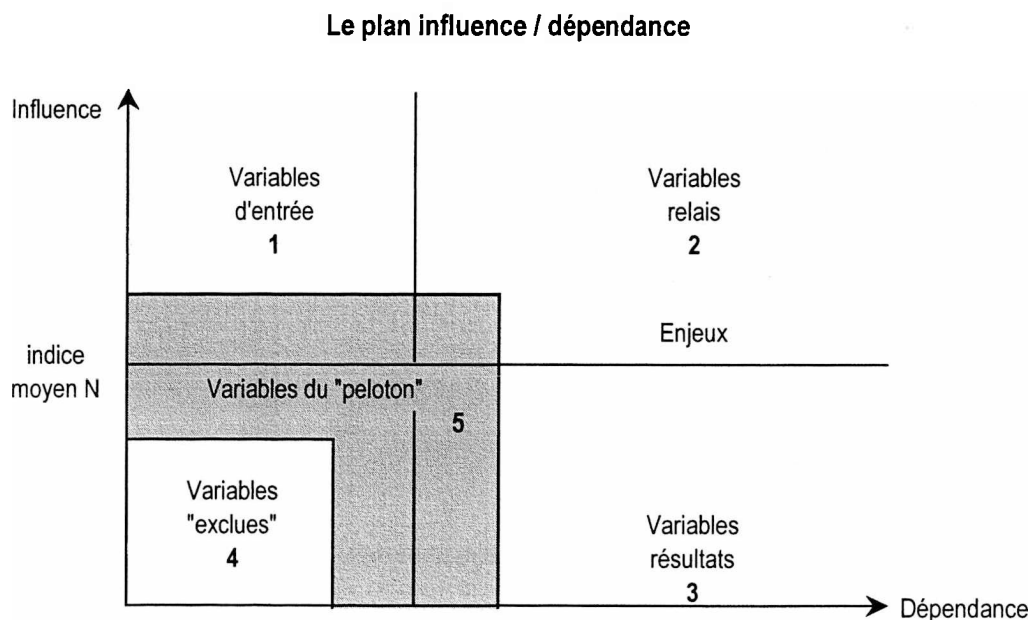 Le plan influence / dépendance
Influence
Variables
d'entrée
1
Variables
relais
2
Enjeux
indice
moyen N
Variables du "peloton"
5
Variables
"exclues"
4
Variables
résultats
3
Dépendance